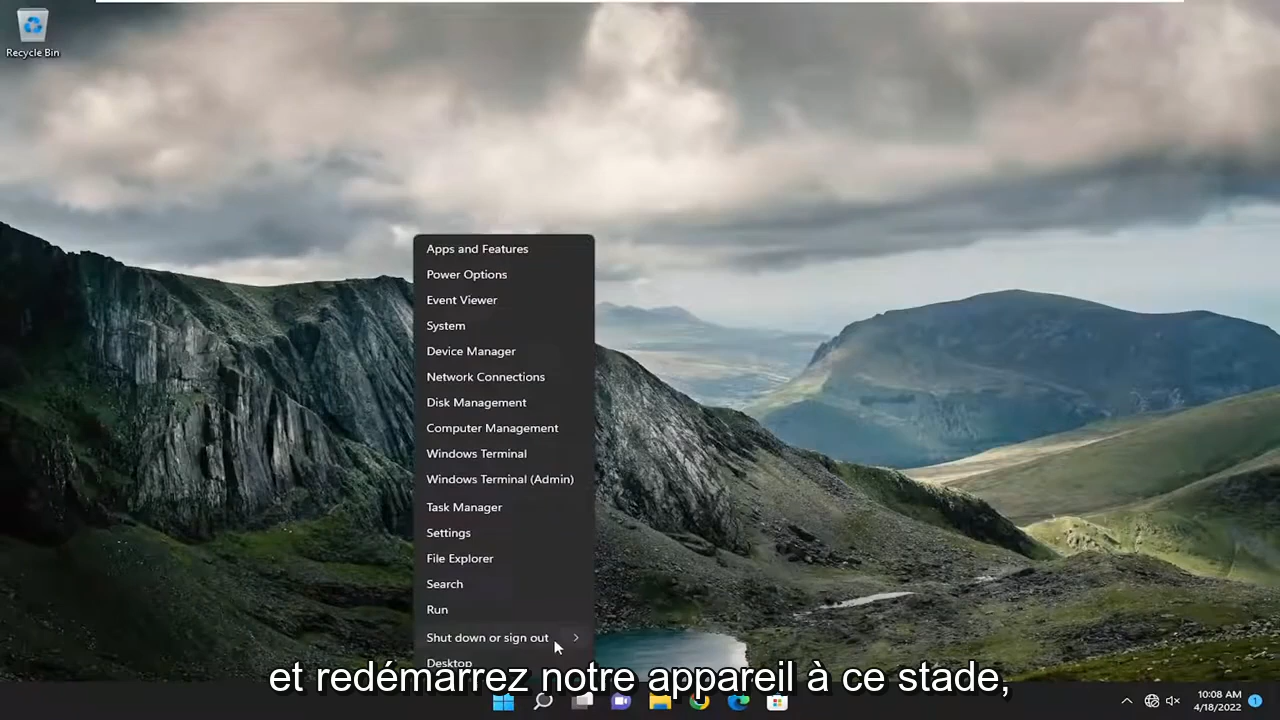 Recycle Bin
Apps and Features
Power Options
Event Viewer
System
Device Manager
Network Connections
Disk Management
Computer Management
Windows Terminal
Windows Terminal (Admin)
Task Manager
Settings
File Explorer
Search
Run
Shut down or sign out
Desktop
et redémarrez notre appareil à ce stade,
10:08 AM
4/18/2022
1